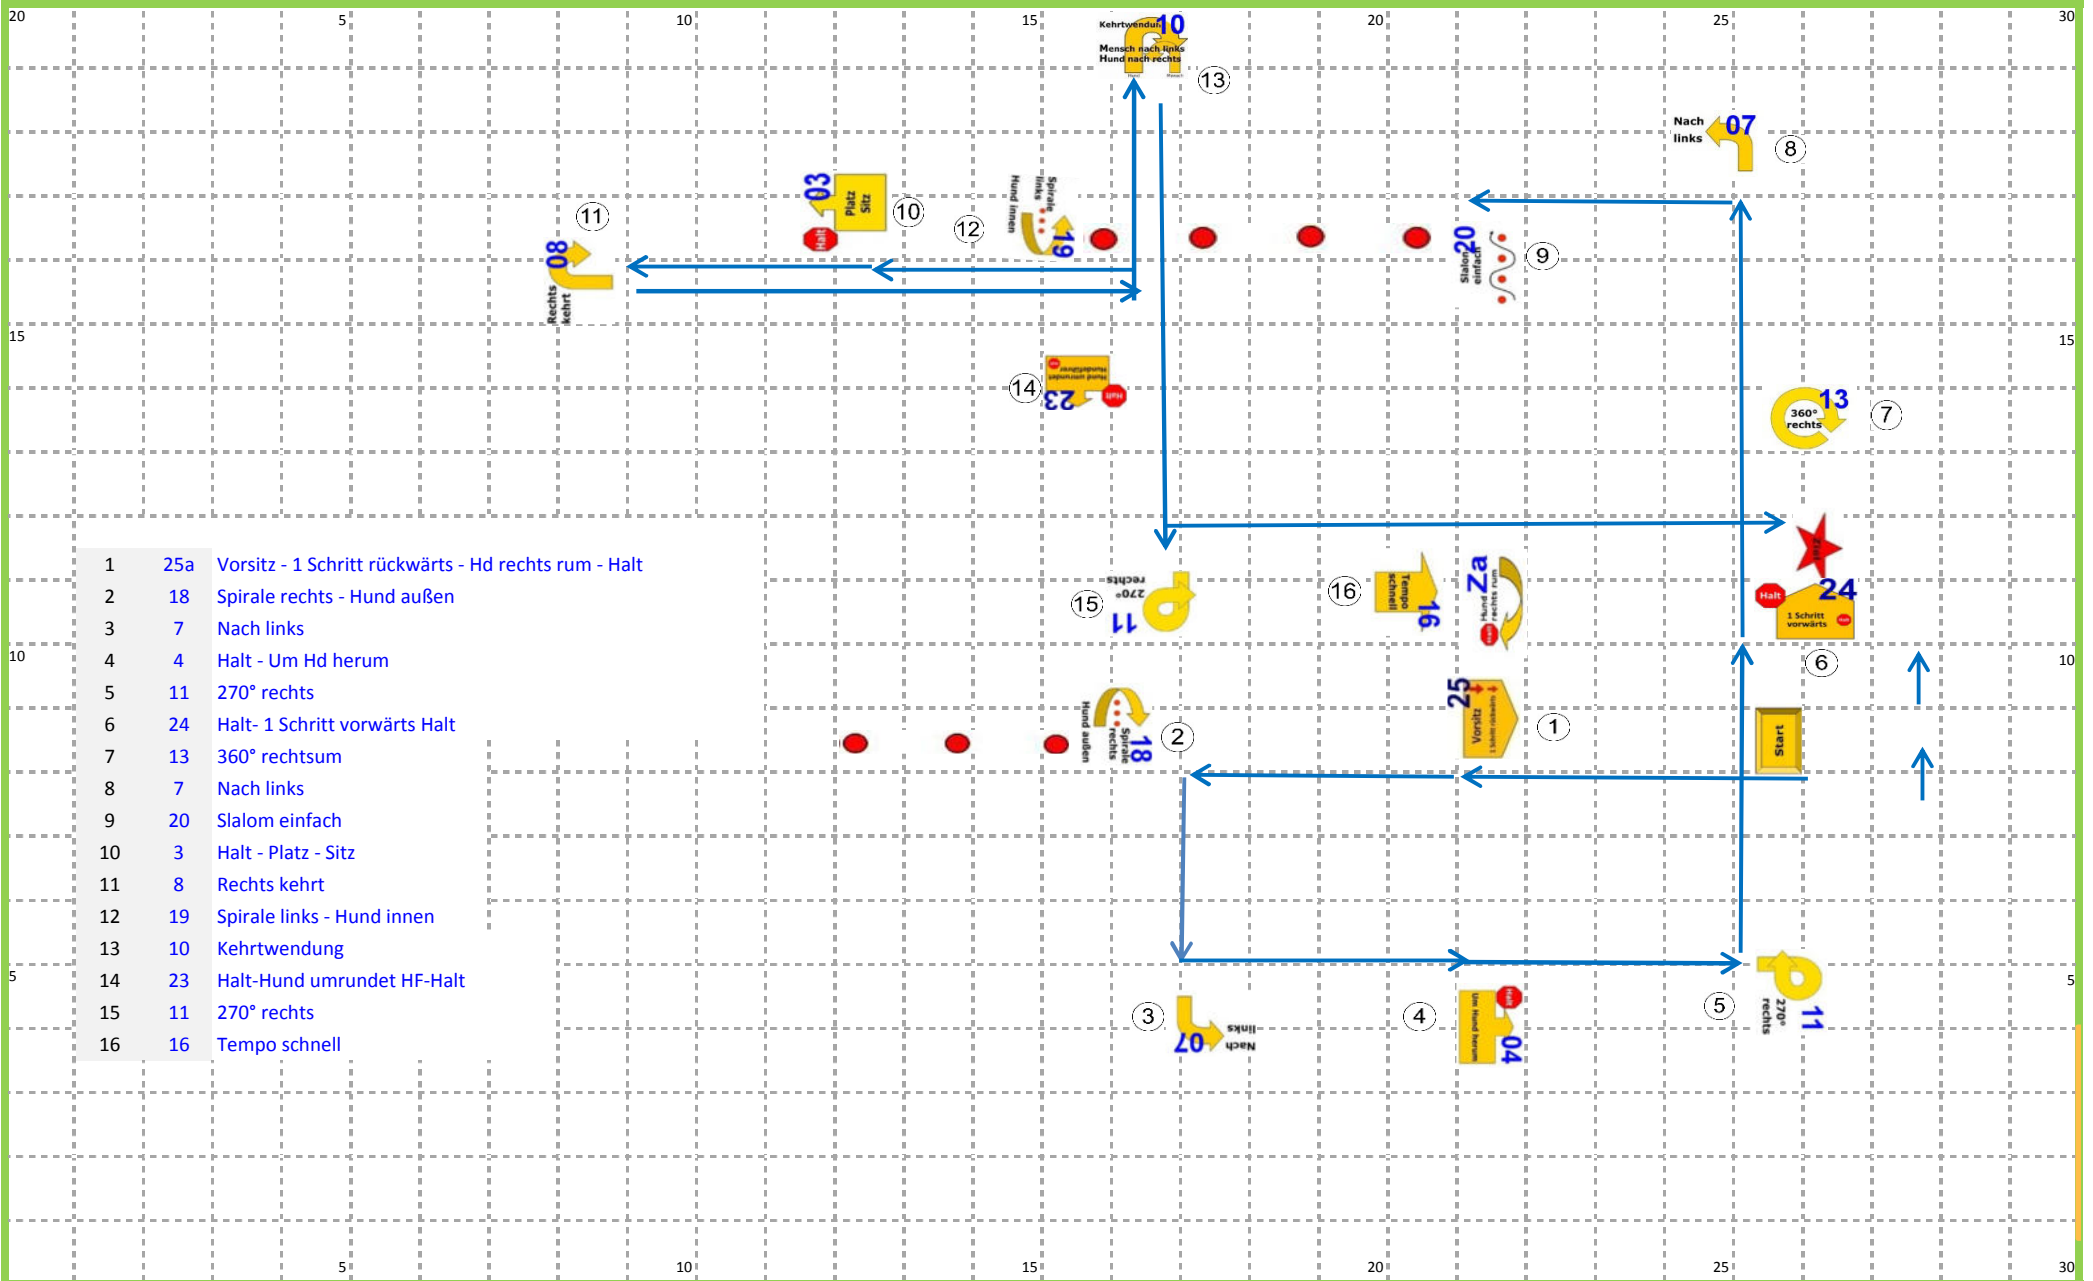 20 5 10 15 20 25 30
Kehrtwendung 10
Mensch nach links
Hund nach rechts
Hund Mensch
13
Nach
links
07
8
03
Platz
Sitz
Halt
10
11
08
Rechts
kehrt
12
Spirale
links
Hund innen
19
20
Slalom
einfach
9
15 15
14
Hund umrundet
Hundeführer
23
Halt
13
360°
rechts
7
Ziel
15
270°
rechts
11
16
Tempo
schnell
16
Za
Hund
rechts rum
Halt
24
Halt
1 Schritt
vorwärts
6
10 10
1 25a Vorsitz - 1 Schritt rückwärts - Hd rechts rum - Halt
2 18 Spirale rechts - Hund außen
3 7 Nach links
4 4 Halt - Um Hd herum
5 11 270° rechts
6 24 Halt- 1 Schritt vorwärts Halt
7 13 360° rechtsum
8 7 Nach links
9 20 Slalom einfach
10 3 Halt - Platz - Sitz
11 8 Rechts kehrt
12 19 Spirale links - Hund innen
13 10 Kehrtwendung
14 23 Halt-Hund umrundet HF-Halt
15 11 270° rechts
16 16 Tempo schnell
Hund außen
Spirale
rechts
18
2
25
Vorsitz
1 Schritt rückwärts
1
Start
5 5
3
07
Nach
links
4
Um Hund herum
Halt
04
5
270°
rechts
11
5 10 15 20 25 30